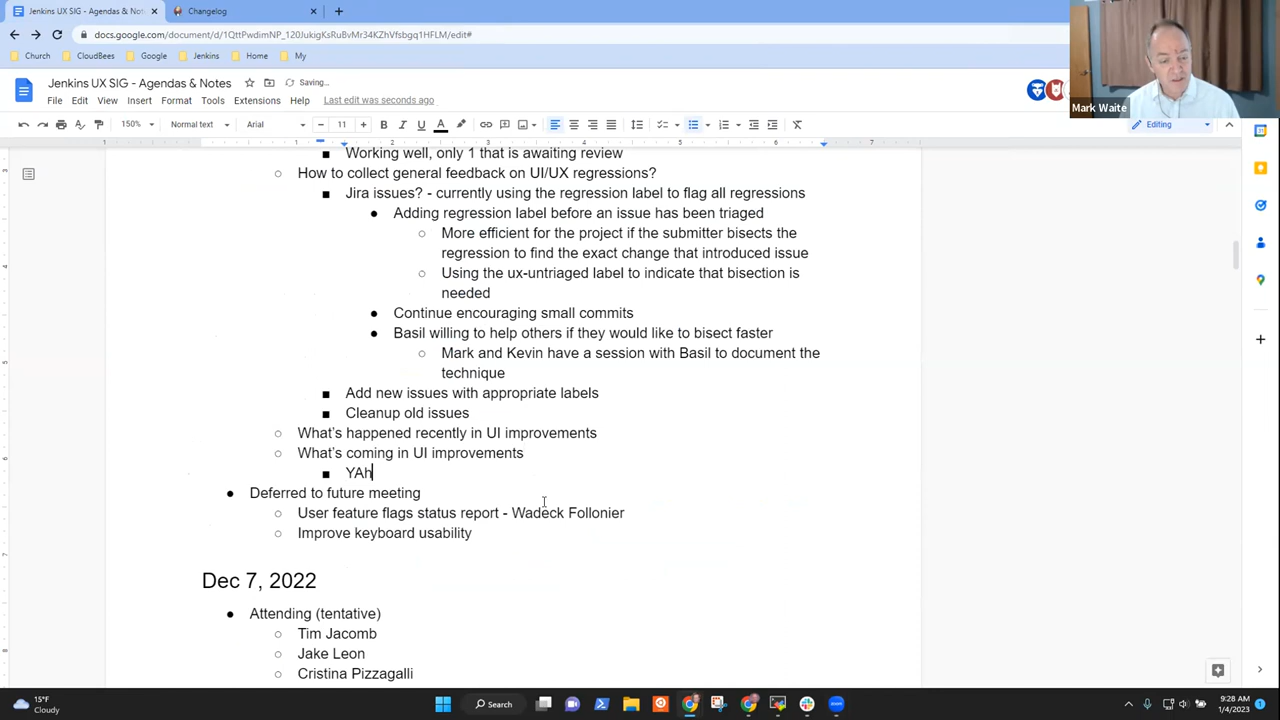 Jenkins UX SIG - Agendas & No
Changelog
docs.google.com/document/d/1QttPwdimNP_120JukigKsRuBvMr34KZhVfsbgq1HFLM/edit#
Church CloudBees Google Jenkins Home My
Jenkins UX SIG - Agendas & Notes Saving...
File Edit View Insert Format Tools Extensions Help Last edit was seconds ago
Mark Waite
150% Normal text Arial 11 Editing
1 1 2 3 4 5 6 7
Working well, only 1 that is awaiting review
How to collect general feedback on UI/UX regressions?
Jira issues? - currently using the regression label to flag all regressions
Adding regression label before an issue has been triaged
More efficient for the project if the submitter bisects the
regression to find the exact change that introduced issue
Using the ux-untriaged label to indicate that bisection is
needed
Continue encouraging small commits
Basil willing to help others if they would like to bisect faster
Mark and Kevin have a session with Basil to document the
technique
Add new issues with appropriate labels
Cleanup old issues
What's happened recently in UI improvements
What's coming in UI improvements
YAh
Deferred to future meeting
User feature flags status report - Wadeck Follonier
Improve keyboard usability
Dec 7, 2022
Attending (tentative)
Tim Jacomb
Jake Leon
Cristina Pizzagalli
15°F
Cloudy
Search
9:28 AM
1/4/2023